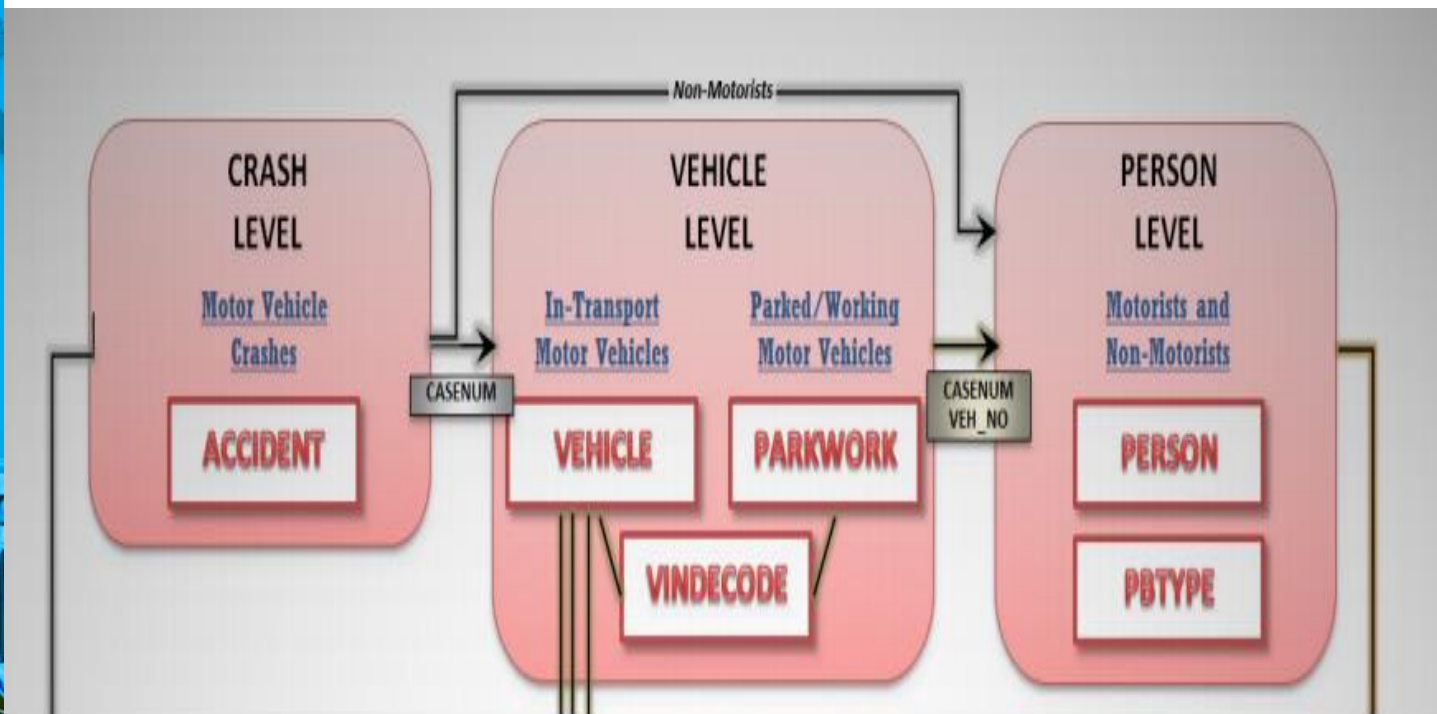 Non-Motorists
CRASH
LEVEL
Motor Vehicle
Crashes
ACCIDENT
CASENUM
VEHICLE
LEVEL
In-Transport
Motor Vehicles
Parked/Working
Motor Vehicles
VEHICLE
PARKWORK
VINDECODE
CASENUM
VEH_NO
PERSON
LEVEL
Motorists and
Non-Motorists
PERSON
PBTYPE